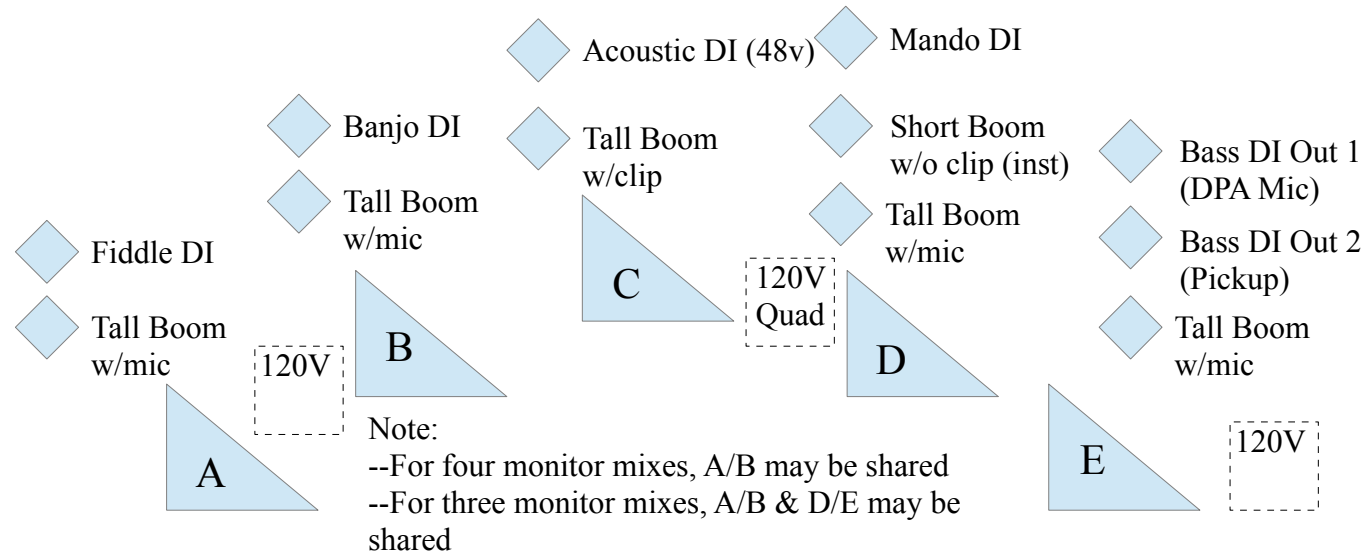 Acoustic DI (48v)
Mando DI
Banjo DI
Tall Boom
w/clip
Short Boom
w/o clip (inst)
Bass DI Out 1
(DPA Mic)
Tall Boom
w/mic
Tall Boom
w/mic
Fiddle DI
Bass DI Out 2
(Pickup)
120V
Quad
C
Tall Boom
w/mic
Tall Boom
w/mic
120V
B
D
Note:
--For four monitor mixes, A/B may be shared
--For three monitor mixes, A/B & D/E may be
shared
A
E
120V